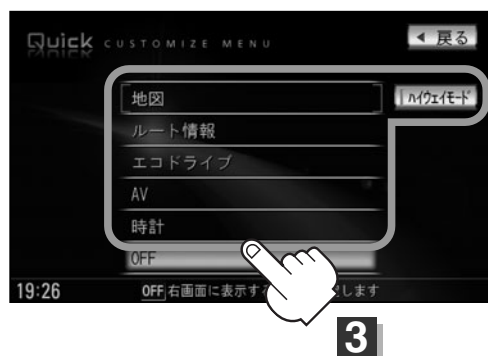 Quick CUSTOMIZE MENU
◀ 戻る
地図
ﾊｲｳｪｲﾓｰﾄﾞ
ルート情報
エコドライブ
AV
時計
OFF
19:26 OFF 右画面に表示す します
3